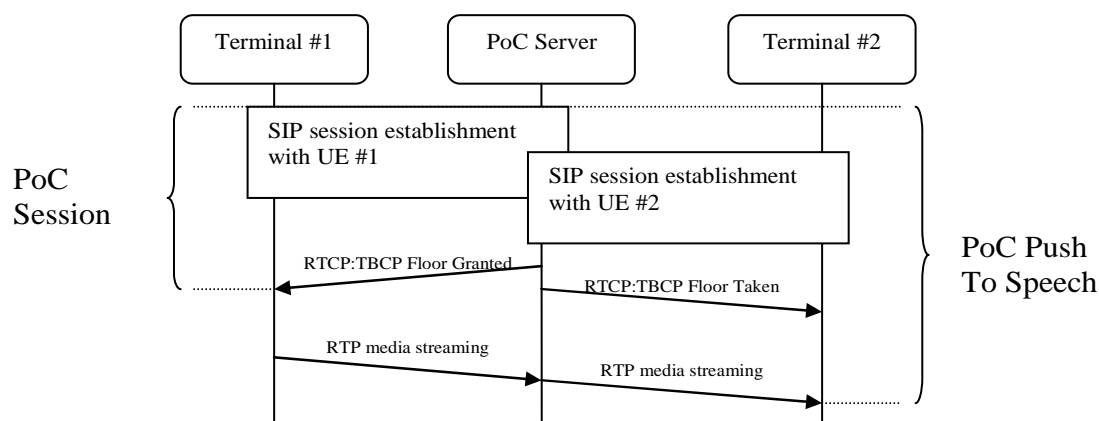 Terminal #1
PoC Server
Terminal #2
SIP session establishment
with UE #1
SIP session establishment
with UE #2
PoC
Session
RTCP:TBCP Floor Granted
RTCP:TBCP Floor Taken
PoC Push
To Speech
RTP media streaming
RTP media streaming